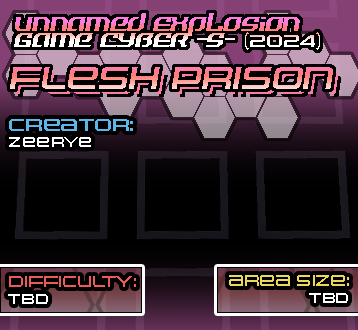 Unnamed Explosion
Game Cyber -S- (2024)
Flesh Prison
Creator:
Zeerye
Difficulty:
TBD
Area Size:
TBD